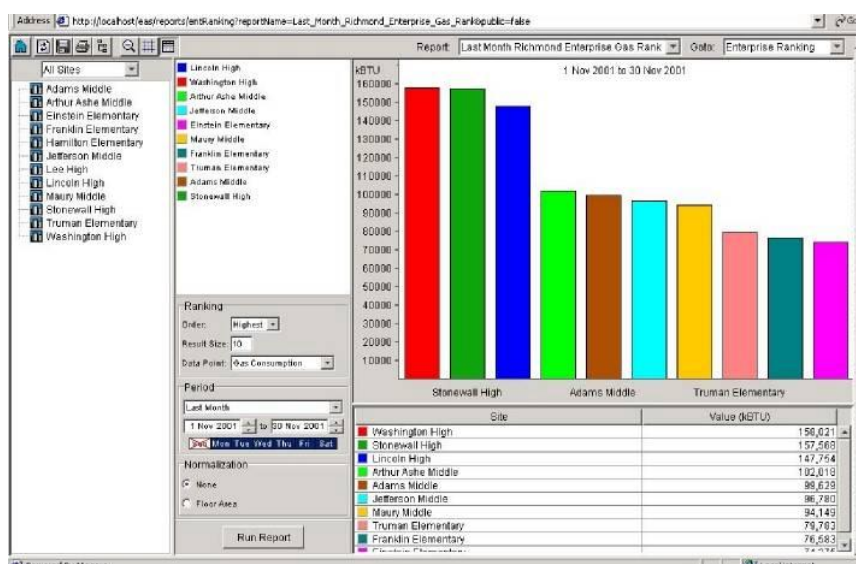 Address http://localhost/eas/reports/entRanking?reportName=Last_Month_Richmond_Enterprise_Gas_Rank&public=false
Report: Last Month Richmond Enterprise Gas Rank Goto: Enterprise Ranking
All Sites
Adams Middle
Arthur Ashe Middle
Einstein Elementary
Franklin Elementary
Hamilton Elementary
Jefferson Middle
Lee High
Lincoln High
Maury Middle
Stonewall High
Truman Elementary
Washington High
Lincoln High
Washington High
Arthur Ashe Middle
Jefferson Middle
Einstein Elementary
Maury Middle
Franklin Elementary
Truman Elementary
Adams Middle
Stonewall High
Ranking
Order: Highest
Result Size: 10
Data Point: Gas Consumption
Period
Last Month
1 Nov 2001 to 30 Nov 2001
Sun Mon Tue Wed Thu Fri Sat
Normalization
None
Floor Area
Run Report
kBTU
1 Nov 2001 to 30 Nov 2001
160000
150000
140000
130000
120000
110000
100000
90000
80000
70000
60000
50000
40000
30000
20000
10000
Stonewall High Adams Middle Truman Elementary
Site Value (kBTU)
Washington High 158,021
Stonewall High 157,568
Lincoln High 147,754
Arthur Ashe Middle 102,018
Adams Middle 99,629
Jefferson Middle 96,780
Maury Middle 94,149
Truman Elementary 79,783
Franklin Elementary 76,583
Einstein Elementary